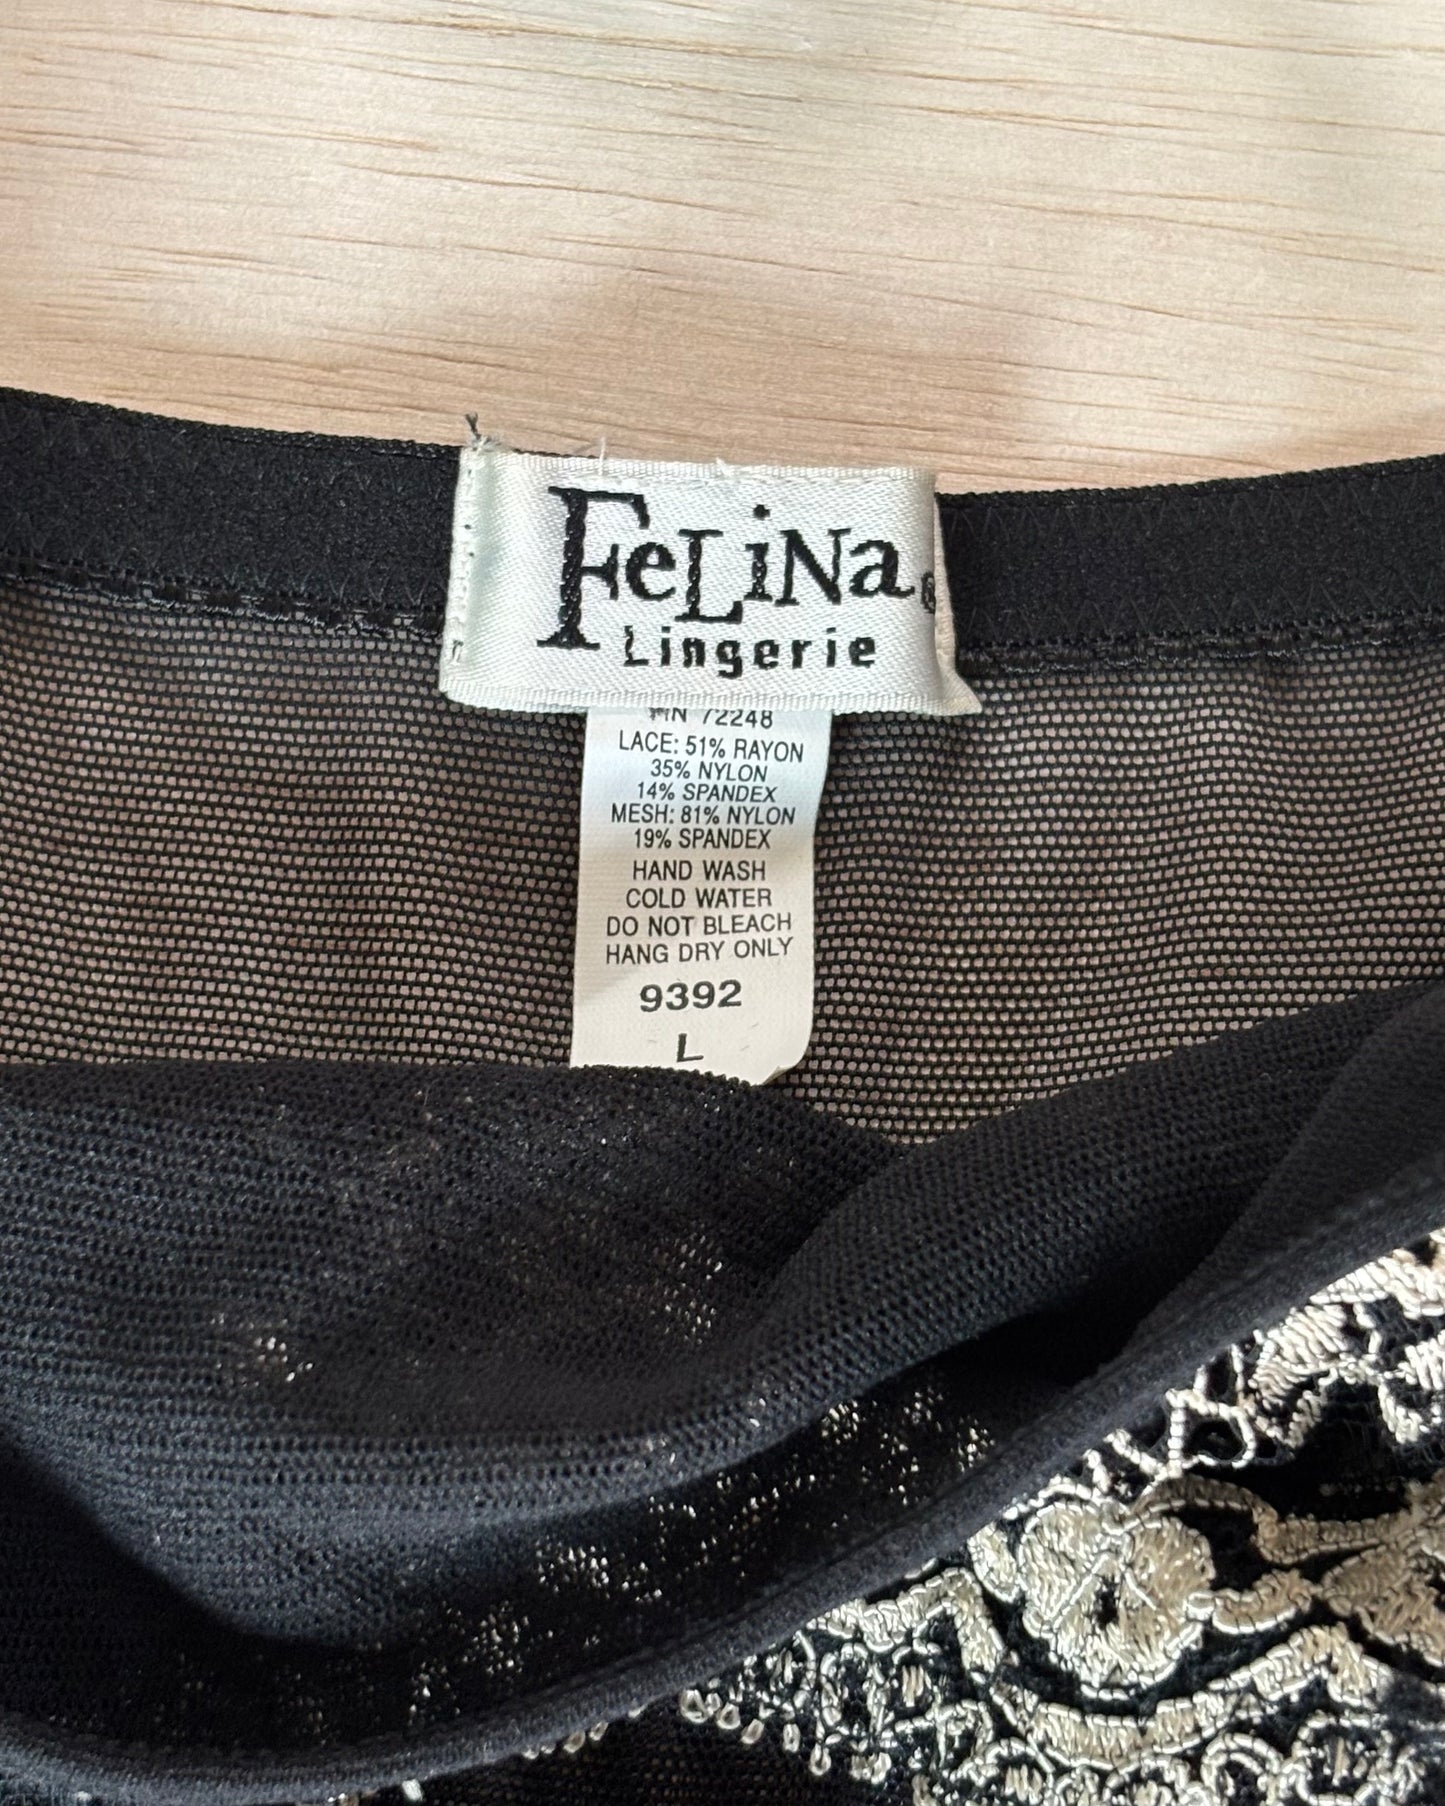 FeLiNa
Lingerie
RN 72248
LACE: 51% RAYON
35% NYLON
14% SPANDEX
MESH: 81% NYLON
19% SPANDEX
HAND WASH
COLD WATER
DO NOT BLEACH
HANG DRY ONLY
9392
L